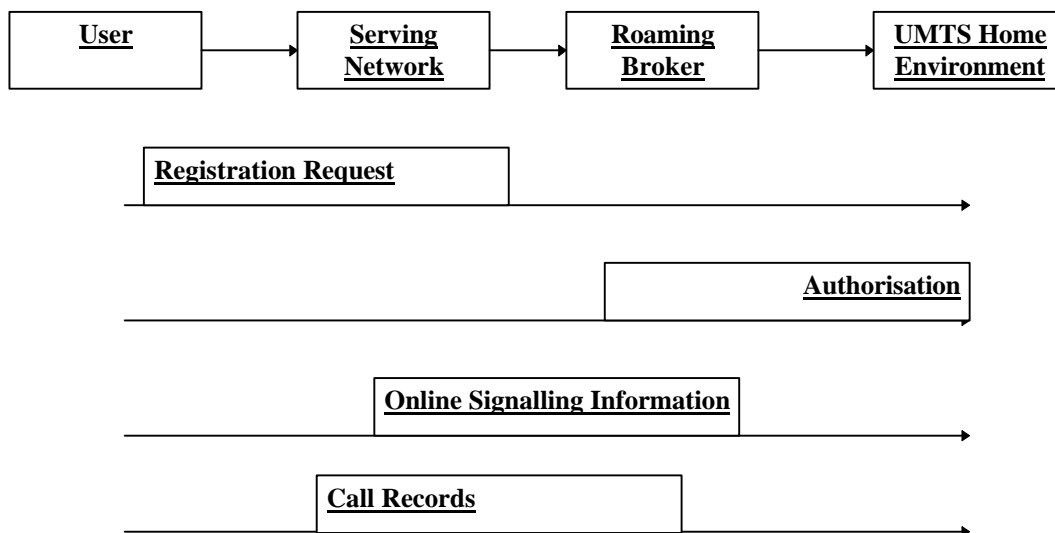 User
Serving
Network
Roaming
Broker
UMTS Home
Environment
Registration Request
Authorisation
Online Signalling Information
Call Records